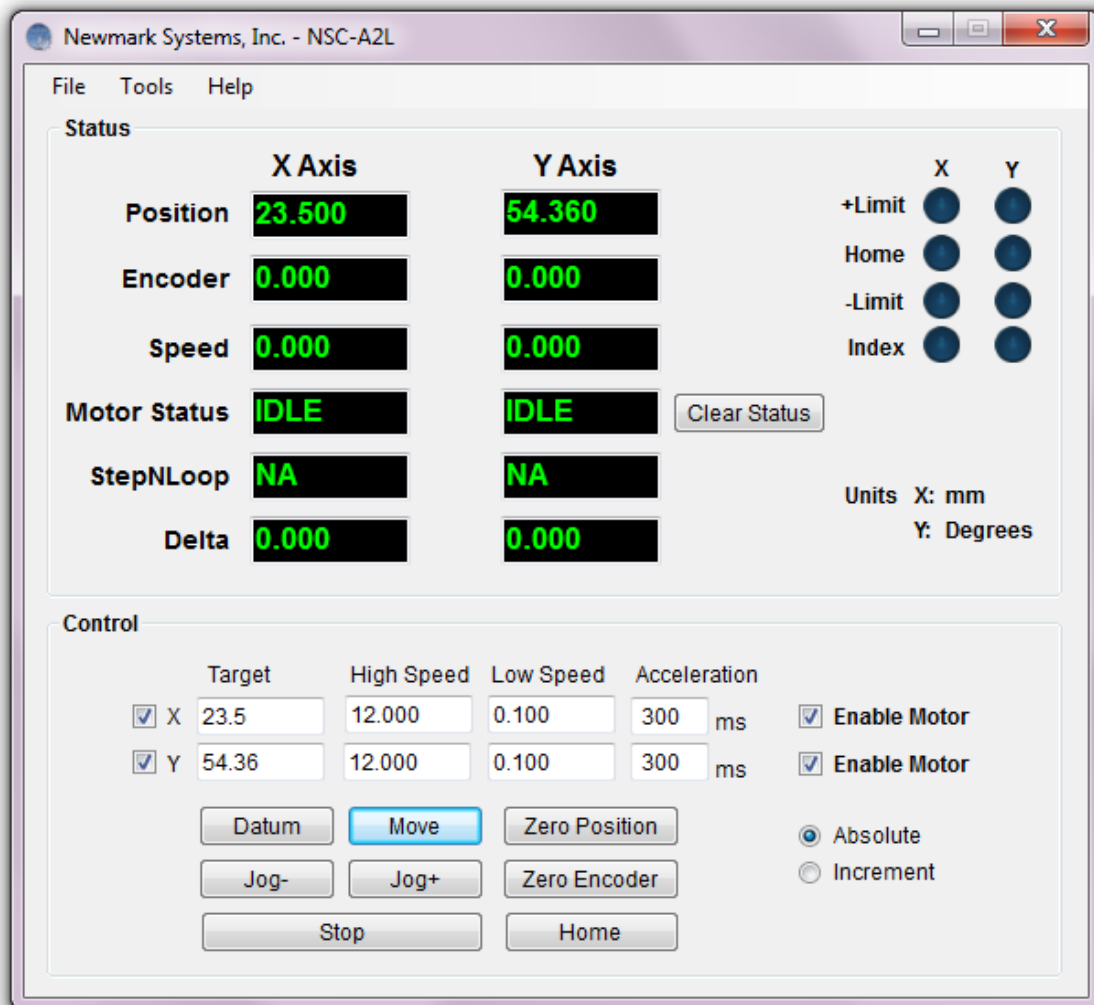 Newmark Systems, Inc. - NSC-A2L
File Tools Help
Status
X Axis Y Axis X Y
Position 23.500 54.360 +Limit
Home
Encoder 0.000 0.000
-Limit
Speed 0.000 0.000 Index
Motor Status IDLE IDLE Clear Status
StepNLoop NA NA
Units X: mm
Y: Degrees
Delta 0.000 0.000
Control
Target High Speed Low Speed Acceleration
X 23.5 12.000 0.100 300 ms Enable Motor
Y 54.36 12.000 0.100 300 ms Enable Motor
Datum Move Zero Position Absolute
Jog- Jog+ Zero Encoder Increment
Stop Home